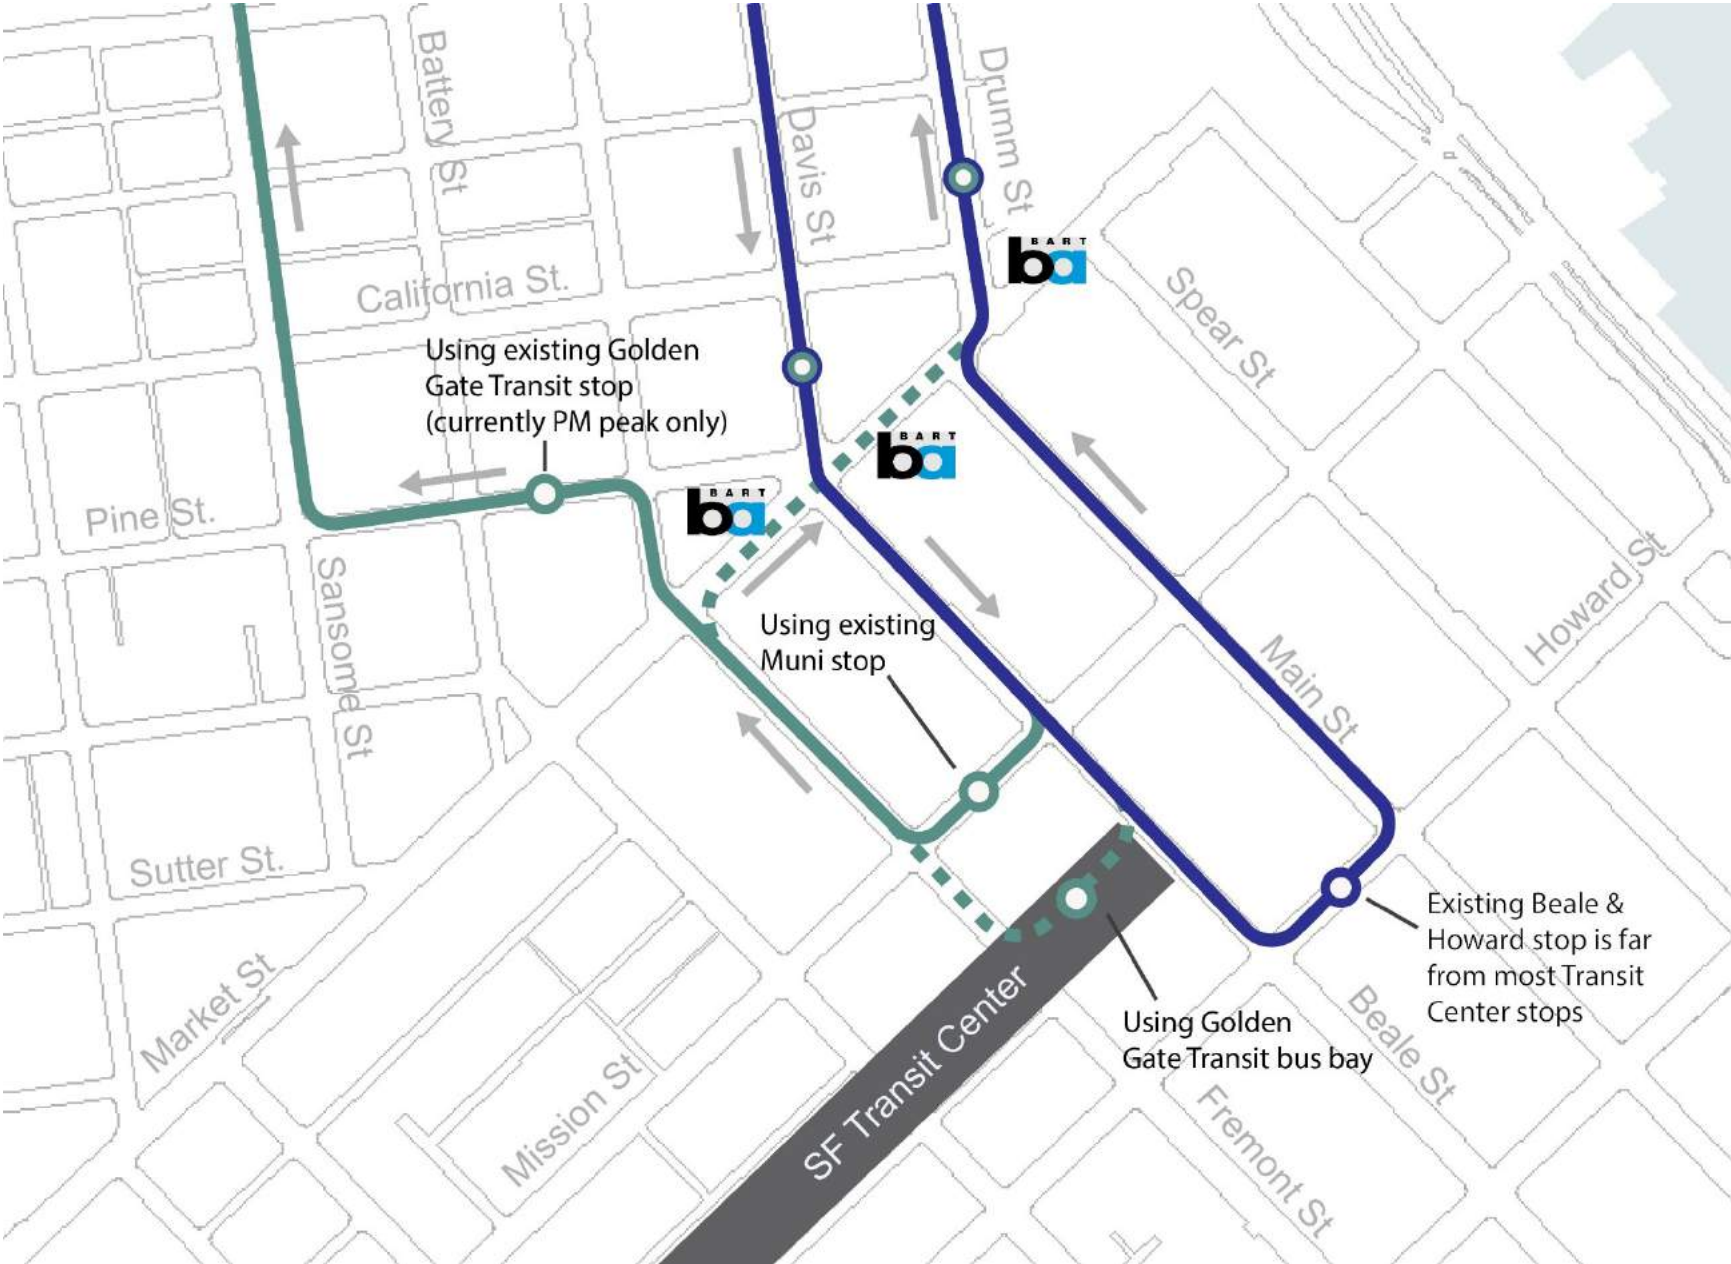 Battery St
Davis St
Drumm St
BART
ba
Spear St
California St.
Using existing Golden
Gate Transit stop
(currently PM peak only)
BART
ba
BART
ba
Pine St.
Sansome St
Howard St
Using existing
Muni stop
Main St
Sutter St.
Existing Beale &
Howard stop is far
from most Transit
Center stops
Market St
SF Transit Center
Using Golden
Gate Transit bus bay
Beale St
Mission St
Fremont St